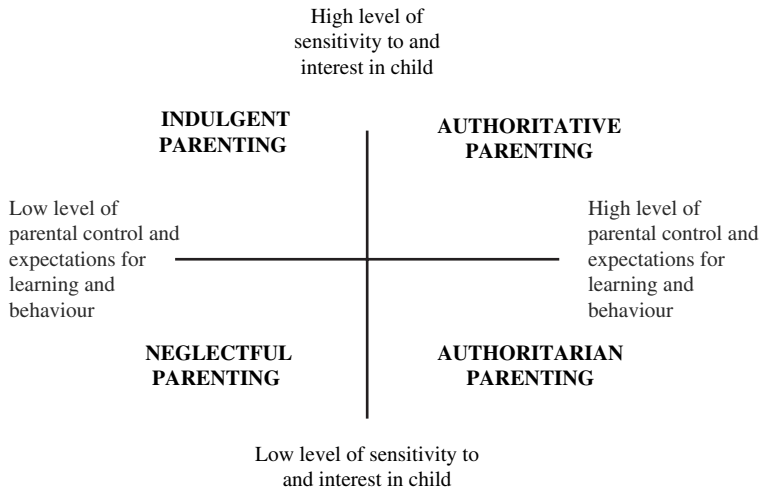 High level of
sensitivity to and
interest in child
INDULGENT
PARENTING
AUTHORITATIVE
PARENTING
Low level of
parental control and
expectations for
learning and
behaviour
High level of
parental control and
expectations for
learning and
behaviour
NEGLECTFUL
PARENTING
AUTHORITARIAN
PARENTING
Low level of sensitivity to
and interest in child